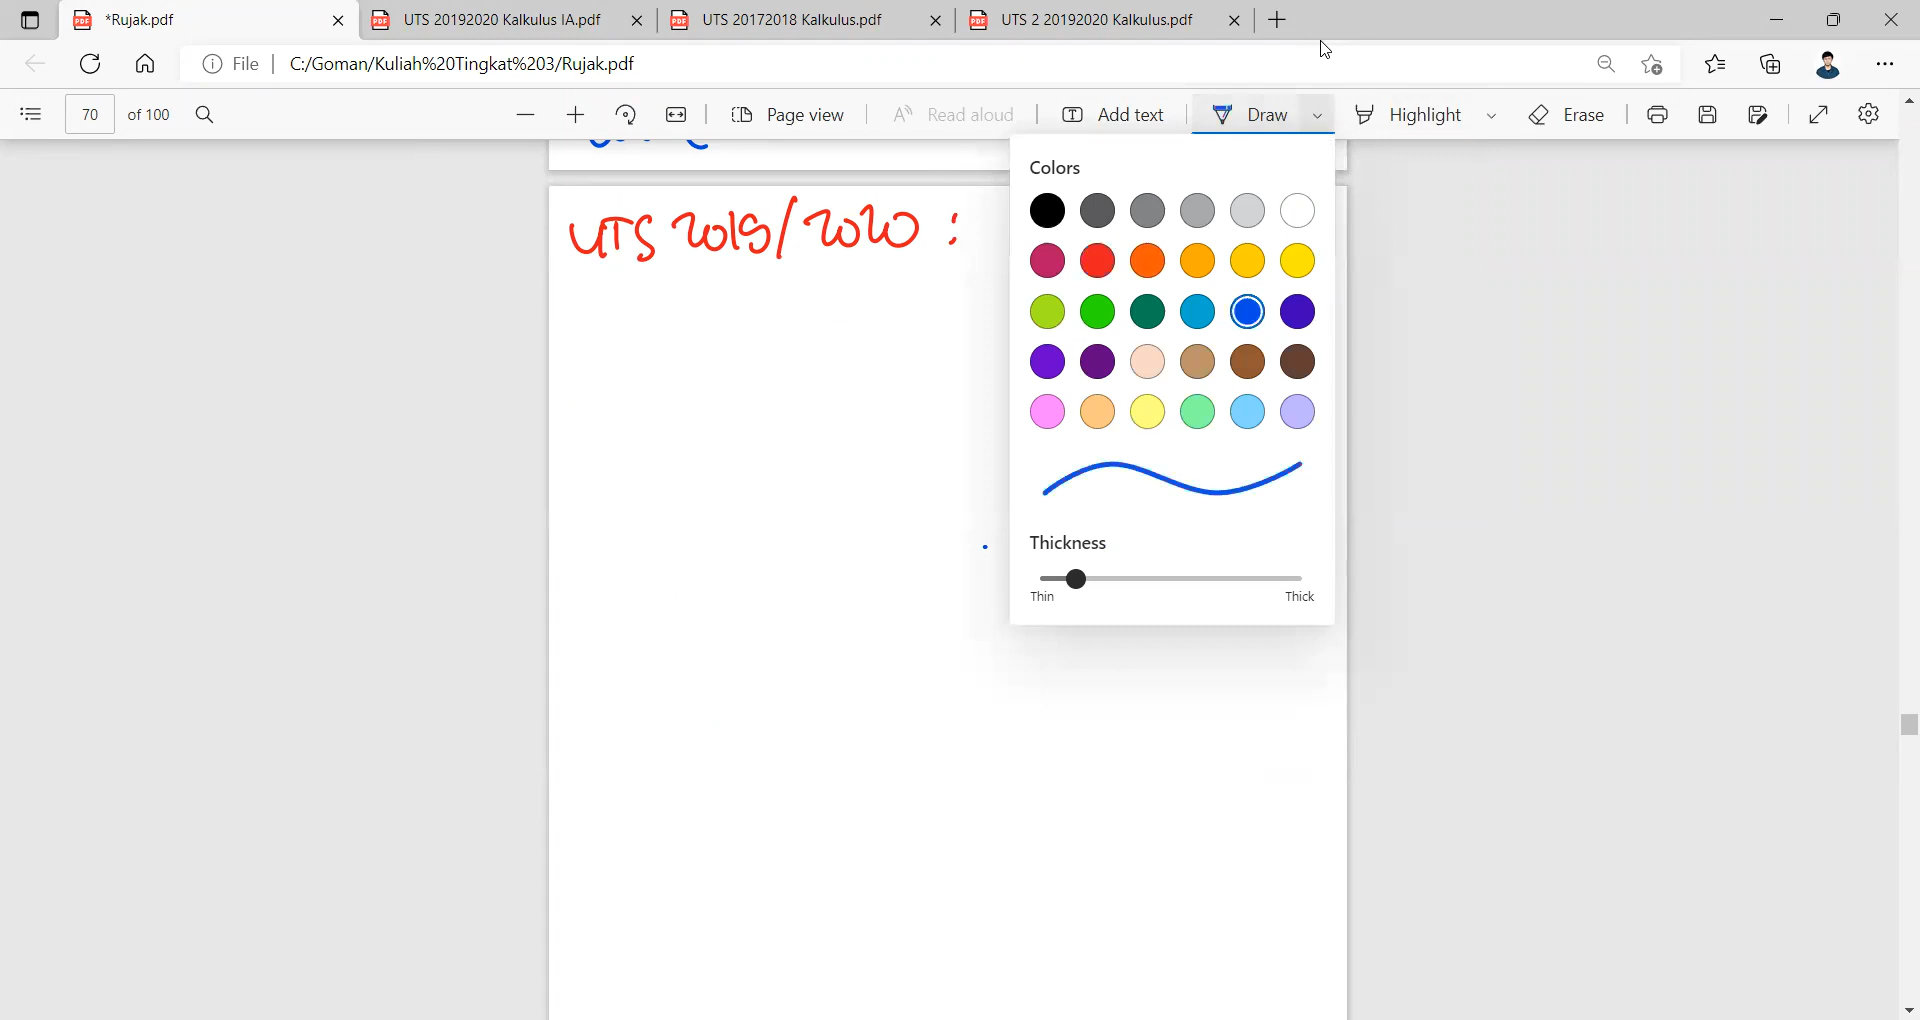 *Rujak.pdf
UTS 20192020 Kalkulus IA.pdf
UTS 20172018 Kalkulus.pdf
UTS 2 20192020 Kalkulus.pdf
File
C:/Goman/Kuliah%20Tingkat%203/Rujak.pdf
70 of 100
Page view
Read aloud
Add text
Draw
Highlight
Erase
UTS 2019/2020 :
Colors
Thickness
Thin
Thick